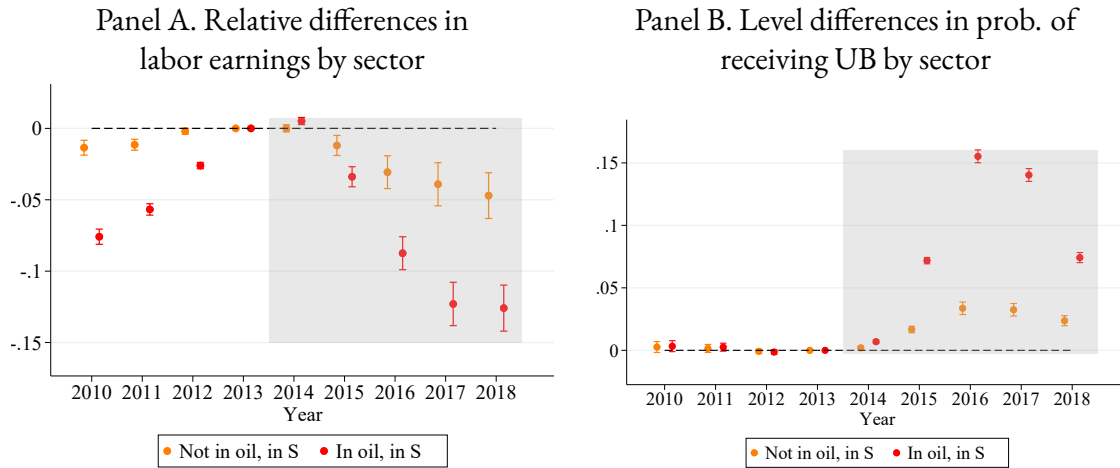 Panel A. Relative differences in
labor earnings by sector
0
-.05
-.1
-.15
2010 2011 2012 2013 2014 2015 2016 2017 2018
Year
Not in oil, in S In oil, in S
Panel B. Level differences in prob. of
receiving UB by sector
.15
.1
.05
0
2010 2011 2012 2013 2014 2015 2016 2017 2018
Year
Not in oil, in S In oil, in S